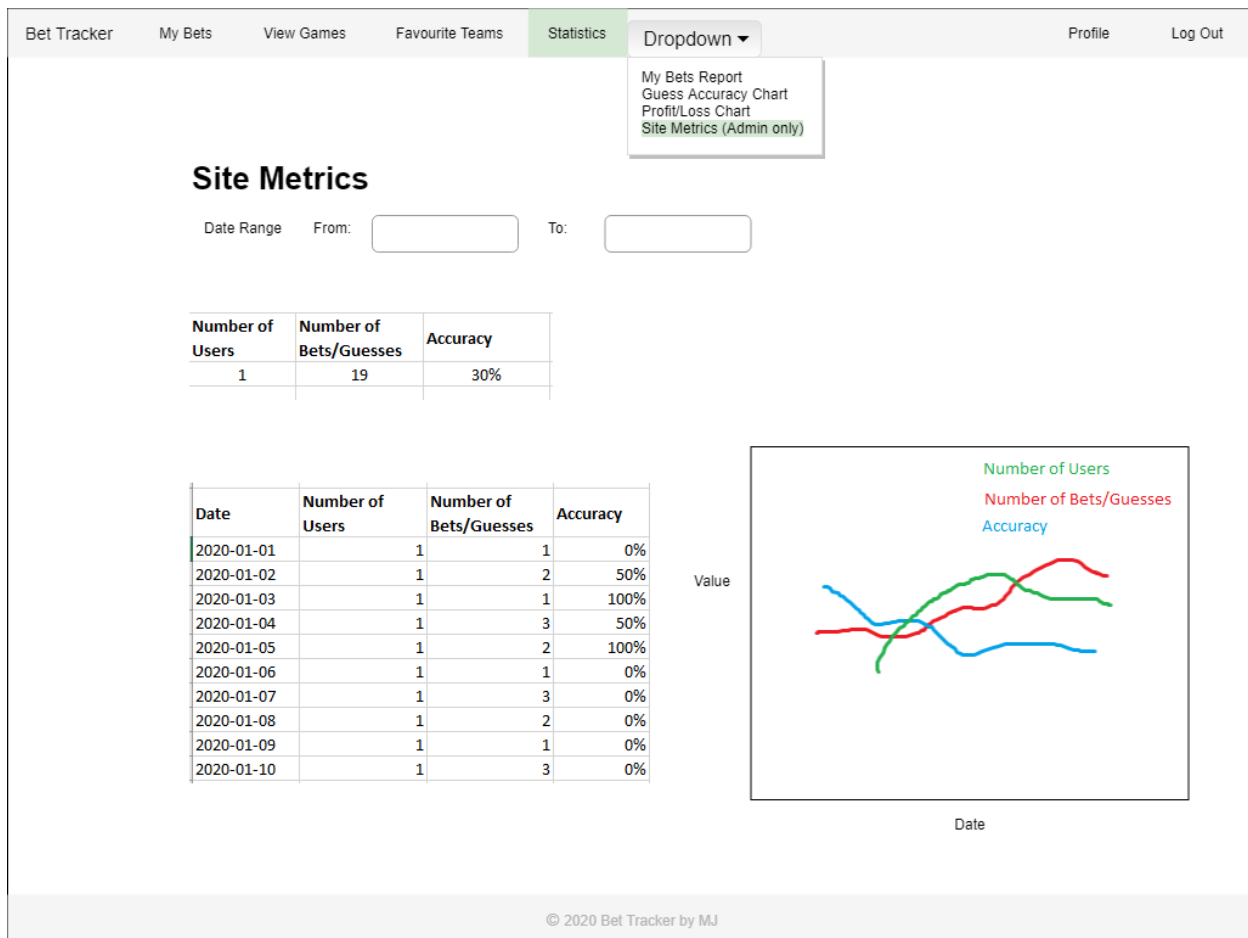 Bet Tracker My Bets View Games Favourite Teams Statistics Dropdown Profile Log Out
My Bets Report
Guess Accuracy Chart
Profit/Loss Chart
Site Metrics (Admin only)
Site Metrics
Date Range From: To:
Number of Users Number of Bets/Guesses Accuracy
1 19 30%
Date Number of Users Number of Bets/Guesses Accuracy
2020-01-01 1 1 0%
2020-01-02 1 2 50%
2020-01-03 1 1 100%
2020-01-04 1 3 50%
2020-01-05 1 2 100%
2020-01-06 1 1 0%
2020-01-07 1 3 0%
2020-01-08 1 2 0%
2020-01-09 1 1 0%
2020-01-10 1 3 0%
Number of Users
Number of Bets/Guesses
Accuracy
Value
Date
© 2020 Bet Tracker by MJ